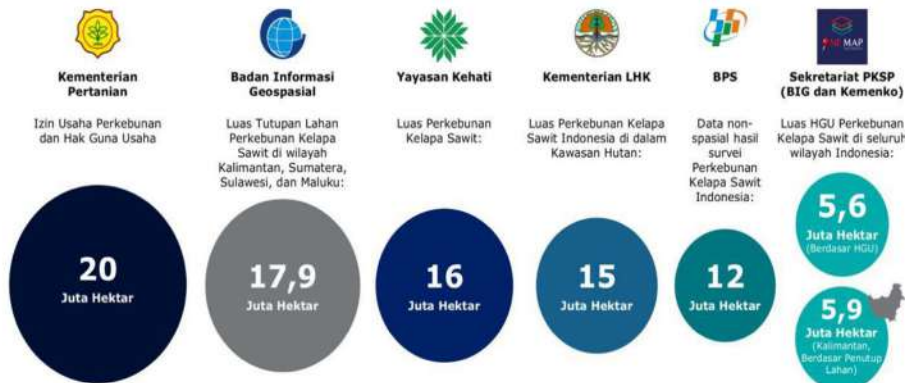 Kementerian
Pertanian
Izin Usaha Perkebunan
dan Hak Guna Usaha
20
Juta Hektar
Badan Informasi
Geospasial
Luas Tutupan Lahan
Perkebunan Kelapa
Sawit di wilayah
Kalimantan, Sumatera,
Sulawesi, dan Maluku:
17,9
Juta Hektar
Yayasan Kehati
Luas Perkebunan
Kelapa Sawit:
16
Juta Hektar
Kementerian LHK
Luas Perkebunan Kelapa
Sawit Indonesia di dalam
Kawasan Hutan:
15
Juta Hektar
BPS
Data non-
spasial hasil
survei
Perkebunan
Kelapa Sawit
Indonesia:
12
Juta Hektar
MAP
Sekretariat PKSP
(BIG dan Kemenko)
Luas HGU Perkebunan
Kelapa Sawit di seluruh
wilayah Indonesia:
5,6
Juta Hektar
(Berdasar HGU)
5,9
Juta Hektar
(Kalimantan,
Berdasar Penutup
Lahan)